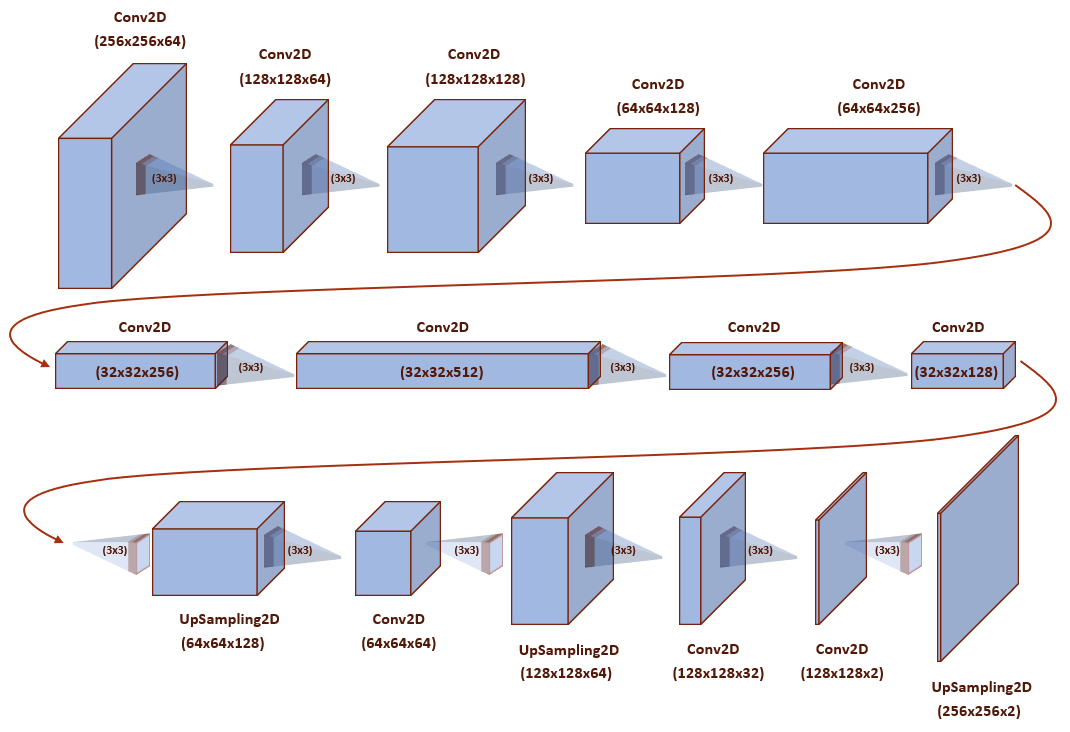 Conv2D
(256x256x64)
Conv2D
(128x128x64)
Conv2D
(128x128x128)
Conv2D
(64x64x128)
Conv2D
(64x64x256)
(3x3)
(3x3)
(3x3)
(3x3)
(3x3)
Conv2D
(32x32x256)
(3x3)
Conv2D
(32x32x512)
(3x3)
Conv2D
(32x32x256)
(3x3)
Conv2D
(32x32x128)
(3x3)
(3x3)
(3x3)
(3x3)
(3x3)
(3x3)
UpSampling2D
(64x64x128)
Conv2D
(64x64x64)
UpSampling2D
(128x128x64)
Conv2D
(128x128x32)
Conv2D
(128x128x2)
UpSampling2D
(256x256x2)